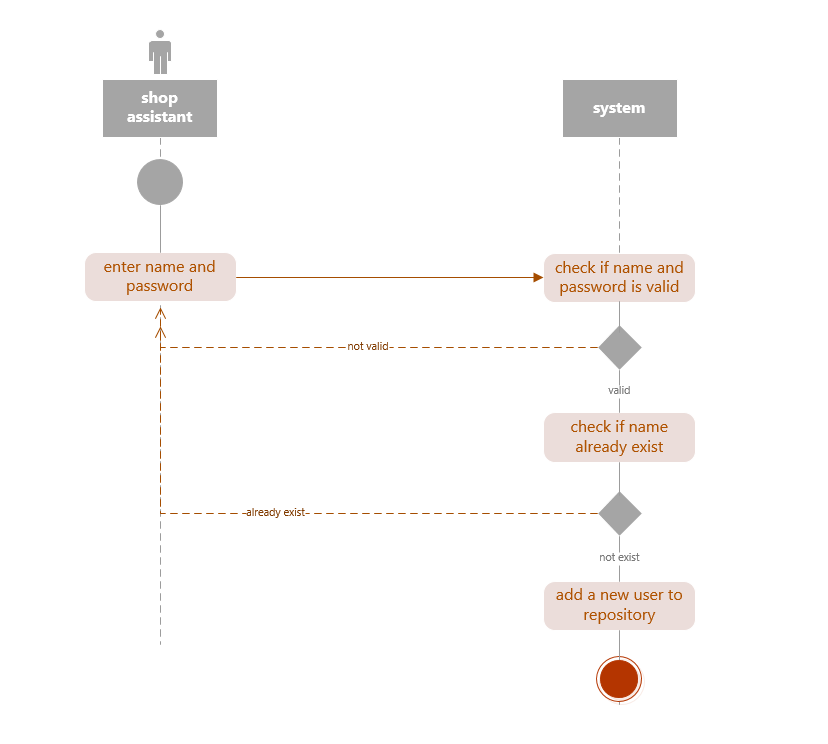 shop
assistant
system
enter name and
password
check if name and
password is valid
not valid
valid
check if name
already exist
already exist
not exist
add a new user to
repository